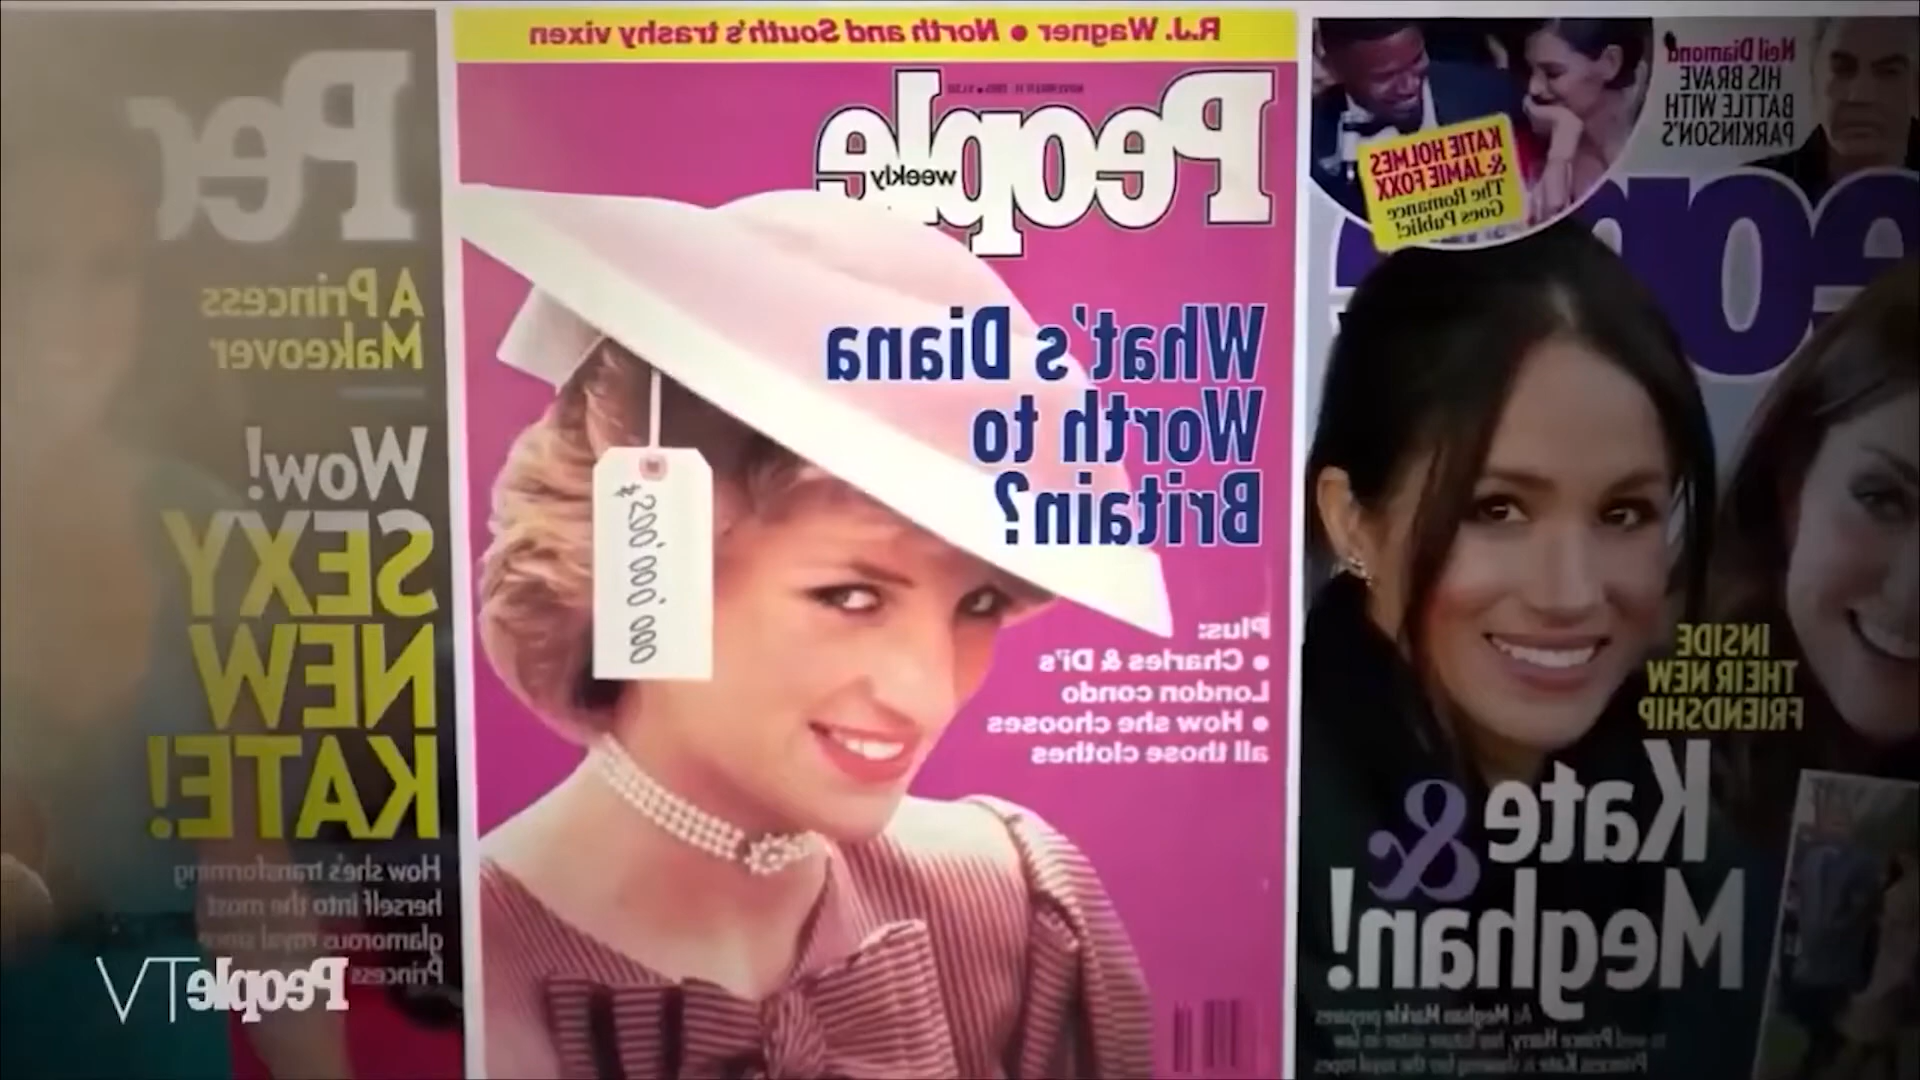 Peo
A Princess
Makeover
Wow!
SEXY
NEW
KATE!
How she's transforming
herself into the most
glamorous royal since
Princess
PeopleTV
R.J. Wagner • North and South's trashy vixen
People
weekly
What's Diana
Worth to
Britain?
$200,000,000
Plus:
• Charles & Di's
London condo
• How she chooses
all those clothes
KATIE HOLMES
& JAMIE FOXX
The Romance
Goes Public!
Neil Diamond
HIS BRAVE
BATTLE WITH
PARKINSON'S
eop
INSIDE
THEIR NEW
FRIENDSHIP
Kate &
Meghan!
As Meghan Markle prepares
to wed Prince Harry, her future sister-in-law
Princess Kate is showing her the royal ropes